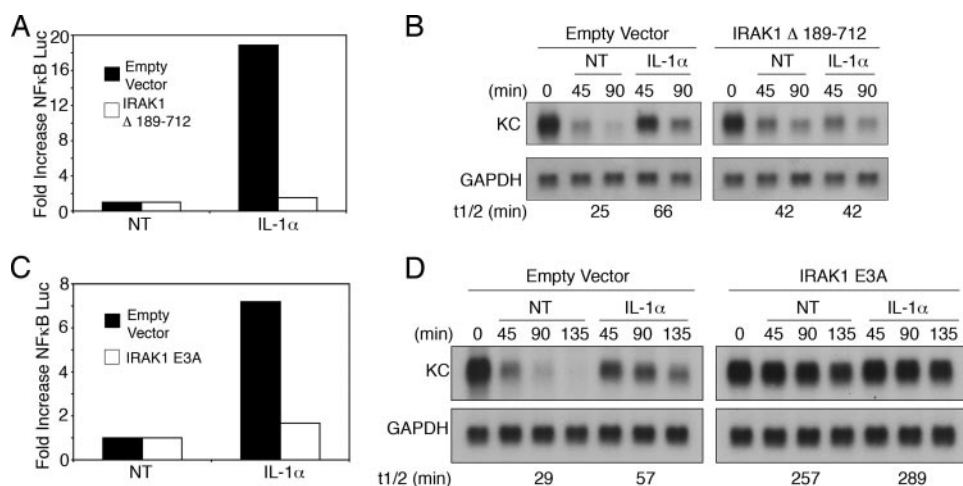 A
Fold Increase NFκB Luc
20
16
12
8
4
0
Empty
Vector
IRAK1
Δ 189-712
NT
IL-1α
B
Empty Vector
IRAK1 Δ 189-712
NT
IL-1α
NT
IL-1α
(min)
0
45
90
45
90
0
45
90
45
90
KC
GAPDH
t1/2 (min)
25
66
42
42
C
Fold Increase NFκB Luc
8
6
4
2
0
Empty
Vector
IRAK1 E3A
NT
IL-1α
D
Empty Vector
IRAK1 E3A
NT
IL-1α
NT
IL-1α
(min)
0
45
90
135
45
90
135
0
45
90
135
45
90
135
KC
GAPDH
t1/2 (min)
29
57
257
289